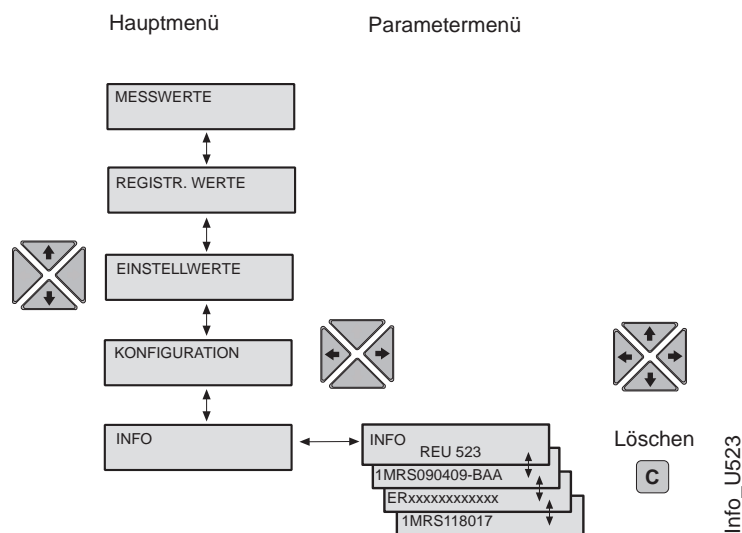 Hauptmenü
Parametermenü
MESSWERTE
REGISTR. WERTE
EINSTELLWERTE
KONFIGURATION
INFO
INFO
REU 523
1MRS090409-BAA
ERxxxxxxxxxxxx
1MRS118017
Löschen
C
Info_U523